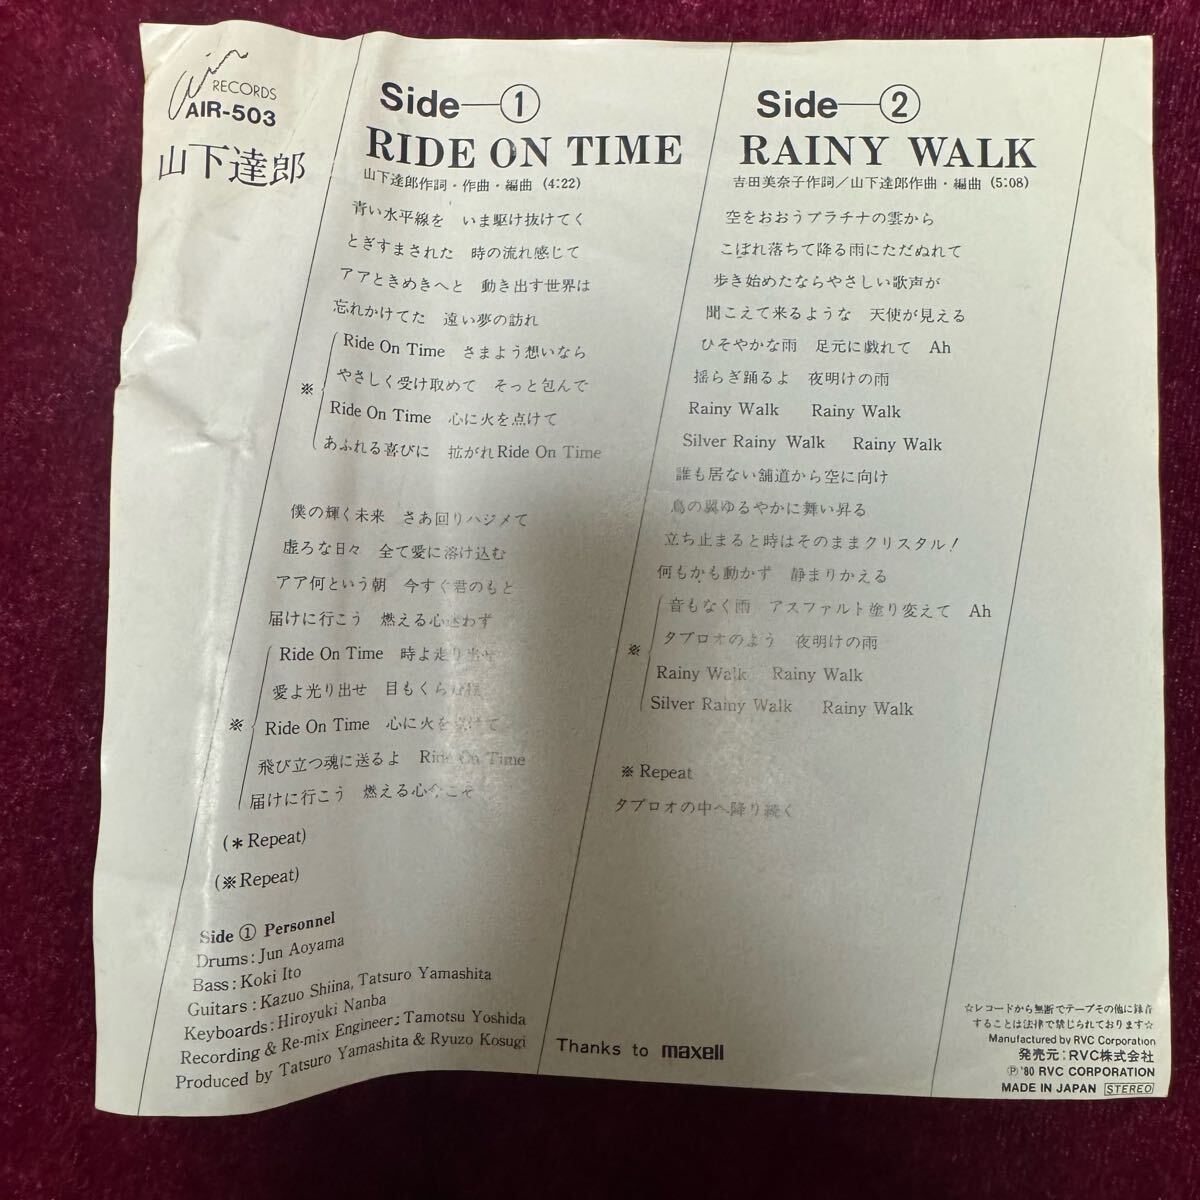 Air RECORDS
AIR-503
山下達郎
Side—①
RIDE ON TIME
山下達郎作詞・作曲・編曲 (4:22)
青い水平線を いま駆け抜けてく
とぎすまされた 時の流れ感じて
アアときめきへと 動き出す世界は
忘れかけてた 遠い夢の訪れ
※
Ride On Time さまよう想いなら
やさしく受け取めて そっと包んで
Ride On Time 心に火を点けて
あふれる喜びに 拡がれ Ride On Time
僕の輝く未来 さあ回りハジメて
虚ろな日々 全て愛に溶け込む
アア何という朝 今すぐ君のもと
届けに行こう 燃える心迷わず
※
Ride On Time 時よ走り出せ
愛よ光り出せ 目もくら
Ride On Time 心に火を点けて
飛び立つ魂に送るよ Ride On Time
届けに行こう 燃える心今こそ
(*Repeat)
(※Repeat)
Side ① Personnel
Drums : Jun Aoyama
Bass : Koki Ito
Guitars : Kazuo Shiina, Tatsuro Yamashita
Keyboards : Hiroyuki Nanba
Recording & Re-mix Engineer : Tamotsu Yoshida
Produced by Tatsuro Yamashita & Ryuzo Kosugi
Side—②
RAINY WALK
吉田美奈子作詞/山下達郎作曲・編曲 (5:08)
空をおおうプラチナの雲から
こぼれ落ちて降る雨にただぬれて
歩き始めたならやさしい歌声が
聞こえて来るような 天使が見える
ひそやかな雨 足元に戯れて Ah
揺らぎ踊るよ 夜明けの雨
Rainy Walk Rainy Walk
Silver Rainy Walk Rainy Walk
誰も居ない舗道から空に向け
鳥の翼ゆるやかに舞い昇る
立ち止まると時はそのままクリスタル!
何もかも動かず 静まりかえる
※
音もなく雨 アスファルト塗り変えて Ah
タブロオのよう 夜明けの雨
Rainy Walk Rainy Walk
Silver Rainy Walk Rainy Walk
※ Repeat
タブロオの中へ降り続く
Thanks to maxell
☆レコードから無断でテープその他に録音
することは法律で禁じられております☆
Manufactured by RVC Corporation
発売元:RVC株式会社
Ⓟ '80 RVC CORPORATION
MADE IN JAPAN STEREO